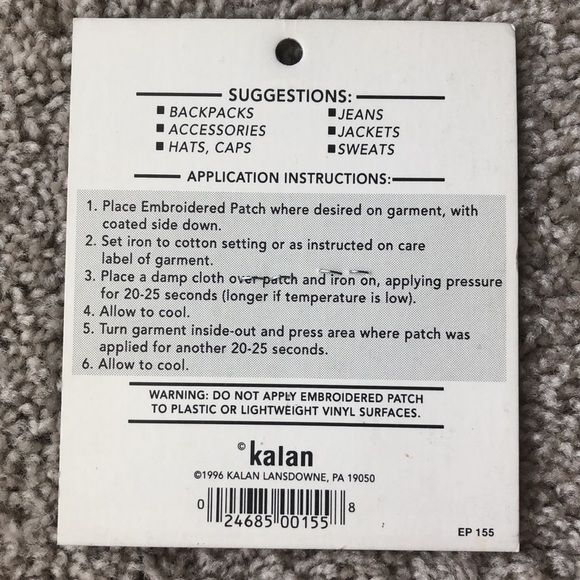 SUGGESTIONS:
■ BACKPACKS ■ JEANS
■ ACCESSORIES ■ JACKETS
■ HATS, CAPS ■ SWEATS
APPLICATION INSTRUCTIONS:
1. Place Embroidered Patch where desired on garment, with
coated side down.
2. Set iron to cotton setting or as instructed on care
label of garment.
3. Place a damp cloth over patch and iron on, applying pressure
for 20-25 seconds (longer if temperature is low).
4. Allow to cool.
5. Turn garment inside-out and press area where patch was
applied for another 20-25 seconds.
6. Allow to cool.
WARNING: DO NOT APPLY EMBROIDERED PATCH
TO PLASTIC OR LIGHTWEIGHT VINYL SURFACES.
© kalan
©1996 KALAN LANSDOWNE, PA 19050
0 24685 00155 8
EP 155